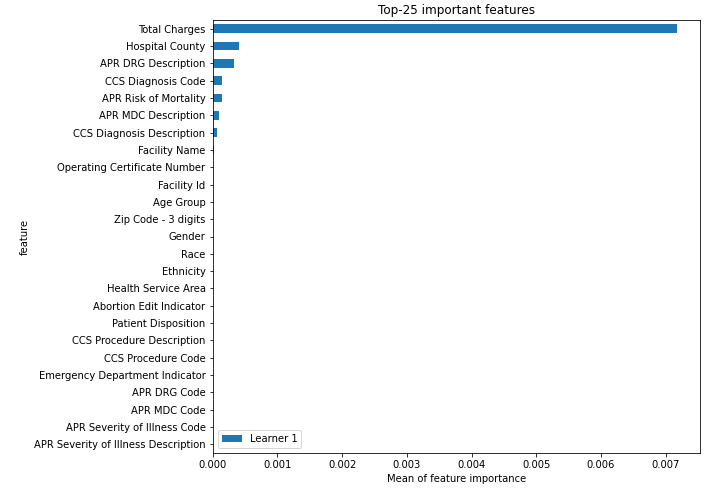 Top-25 important features
Total Charges
Hospital County
APR DRG Description
CCS Diagnosis Code
APR Risk of Mortality
APR MDC Description
CCS Diagnosis Description
Facility Name
Operating Certificate Number
Facility Id
Age Group
Zip Code - 3 digits
Gender
Race
Ethnicity
Health Service Area
Abortion Edit Indicator
Patient Disposition
CCS Procedure Description
CCS Procedure Code
Emergency Department Indicator
APR DRG Code
APR MDC Code
APR Severity of Illness Code
APR Severity of Illness Description
feature
Learner 1
0.000 0.001 0.002 0.003 0.004 0.005 0.006 0.007
Mean of feature importance